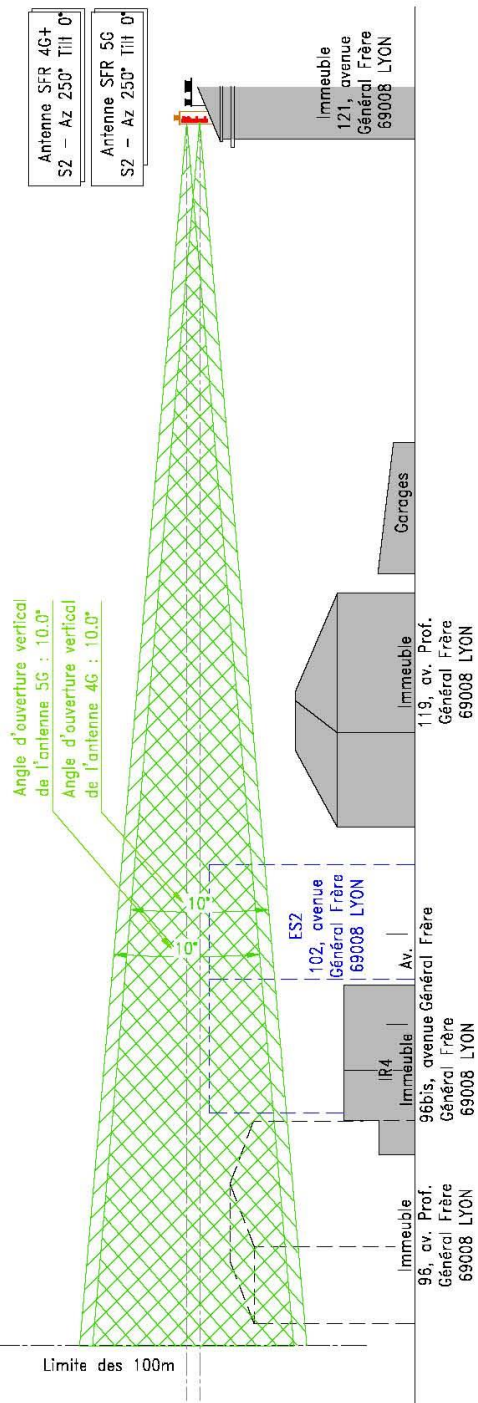 Antenne SFR 4G+
S2 - Az 250° Tilt 0°
Antenne SFR 5G
S2 - Az 250° Tilt 0°
Angle d'ouverture vertical
de l'antenne 5G : 10.0°
Angle d'ouverture vertical
de l'antenne 4G : 10.0°
10°
10°
Limite des 100m
Immeuble
96, av. Prof.
Général Frère
69008 LYON
IR4
Immeuble
96bis, avenue Général Frère
Général Frère
69008 LYON
Av.
ES2
102, avenue
Général Frère
69008 LYON
Immeuble
119, av. Prof.
Général Frère
69008 LYON
Garages
Immeuble
121, avenue
Général Frère
69008 LYON